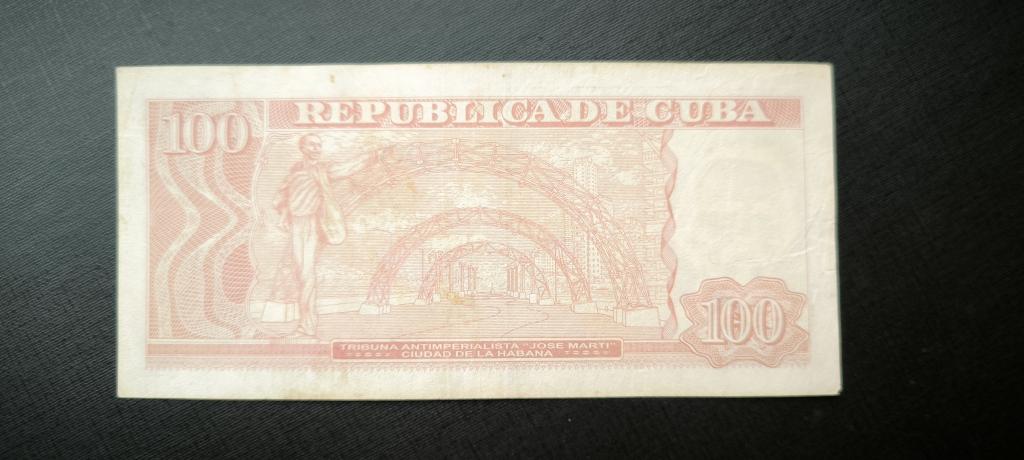 REPUBLICA DE CUBA
100
TRIBUNA ANTIMPERIALISTA "JOSE MARTI"
CIUDAD DE LA HABANA
100